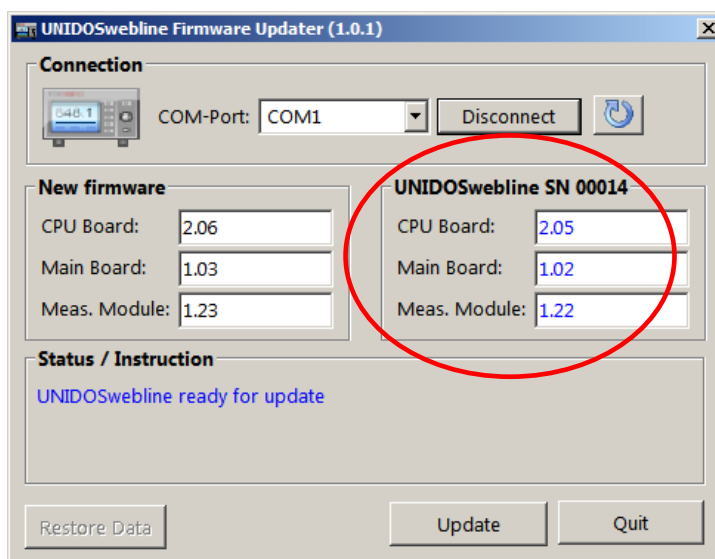 UNIDOSwebline Firmware Updater (1.0.1)
Connection
648.1
COM-Port: COM1 Disconnect
New firmware
CPU Board: 2.06
Main Board: 1.03
Meas. Module: 1.23
UNIDOSwebline SN 00014
CPU Board: 2.05
Main Board: 1.02
Meas. Module: 1.22
Status / Instruction
UNIDOSwebline ready for update
Restore Data Update Quit